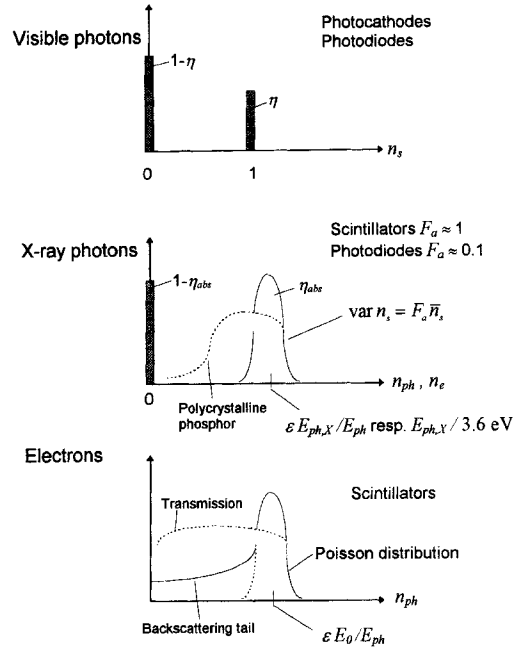 Visible photons
Photocathodes
Photodiodes
1-η
η
n_s
0
1
X-ray photons
Scintillators F_a ≈ 1
Photodiodes F_a ≈ 0.1
1-η_abs
η_abs
var n_s = F_a n̄_s
n_ph , n_e
0
Polycrystalline
phosphor
ε E_ph,X/E_ph resp. E_ph,X / 3.6 eV
Electrons
Transmission
Scintillators
Poisson distribution
n_ph
Backscattering tail
ε E_0/E_ph